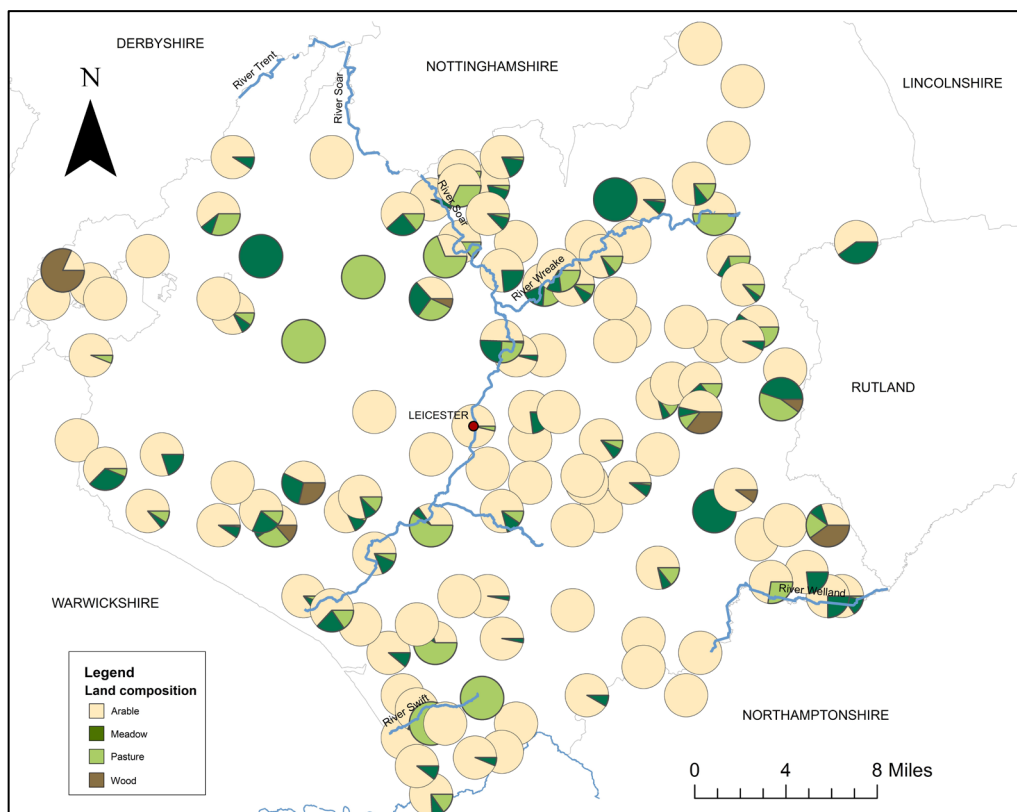 DERBYSHIRE
NOTTINGHAMSHIRE
LINCOLNSHIRE
River Trent
River Soar
N
River Soar
River Wreake
RUTLAND
LEICESTER
WARWICKSHIRE
River Welland
River Swift
NORTHAMPTONSHIRE
Legend
Land composition
Arable
Meadow
Pasture
Wood
0 4 8 Miles